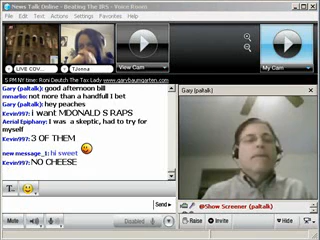 News Talk Online - Beating The IRS - Voice Room
File Edit Text Actions Settings Favorites Help
LIVE COV... TJenna View Cam My Cam
5 PM NY time: Roni Deutch The Tax Lady www.garybaumgarten.com
Gary (paltalk): good afternoon bill
mmarlio: not more than a handfull I bet
Gary (paltalk): hey peaches
Kevin997: i want MDONALD S RAPS
Aerial Epiphany: I was a skeptic, had to try for
myself
Kevin997: 3 OF THEM
new_message_1: hi sweet
Kevin997: NO CHEESE
Send
Mute Disabled
Gary (paltalk)
@Show Screener (paltalk)
Raise Invite Hide